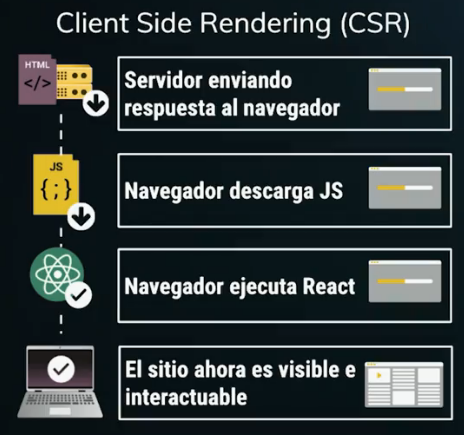 Client Side Rendering (CSR)
HTML
</>
Servidor enviando
respuesta al navegador
JS
{;}
Navegador descarga JS
Navegador ejecuta React
El sitio ahora es visible e
interactuable